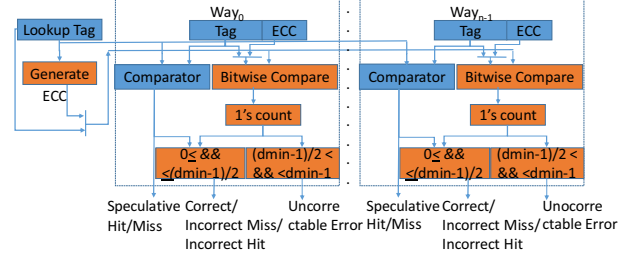 Way0
Wayn-1
Lookup Tag
Tag
ECC
Tag
ECC
Generate
ECC
Comparator
Bitwise Compare
Comparator
Bitwise Compare
1's count
1's count
0≤ &&
≤(dmin-1)/2
(dmin-1)/2 <
&& <dmin-1
0≤ &&
≤(dmin-1)/2
(dmin-1)/2 <
&& <dmin-1
Speculative
Hit/Miss
Correct/
Incorrect Miss/
Incorrect Hit
Uncorre
ctable Error
Speculative
Hit/Miss
Correct/
Incorrect Miss/
Incorrect Hit
Uncorre
ctable Error